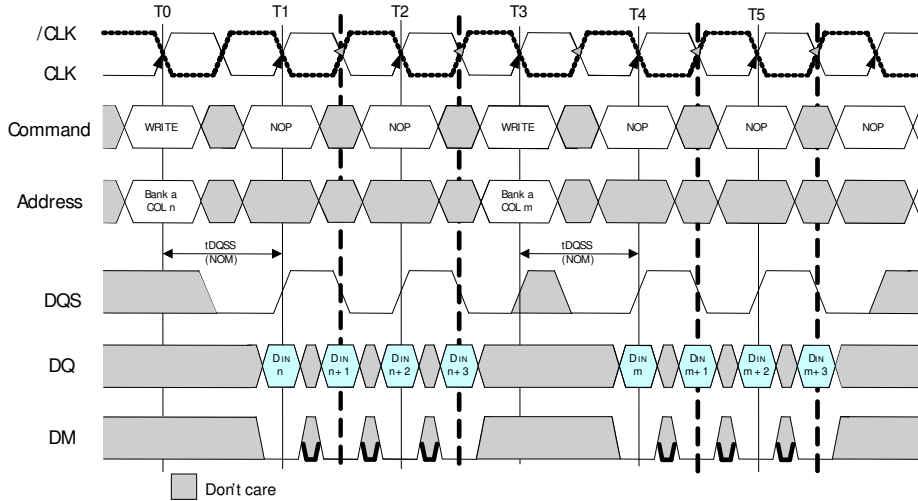 T0 T1 T2 T3 T4 T5
/CLK
CLK
Command WRITE NOP NOP WRITE NOP NOP NOP
Address Bank a COL n Bank a COL m
tDQSS (NOM) tDQSS (NOM)
DQS
DQ DIN n DIN n+1 DIN n+2 DIN n+3 DIN m DIN m+1 DIN m+2 DIN m+3
DM
Don't care